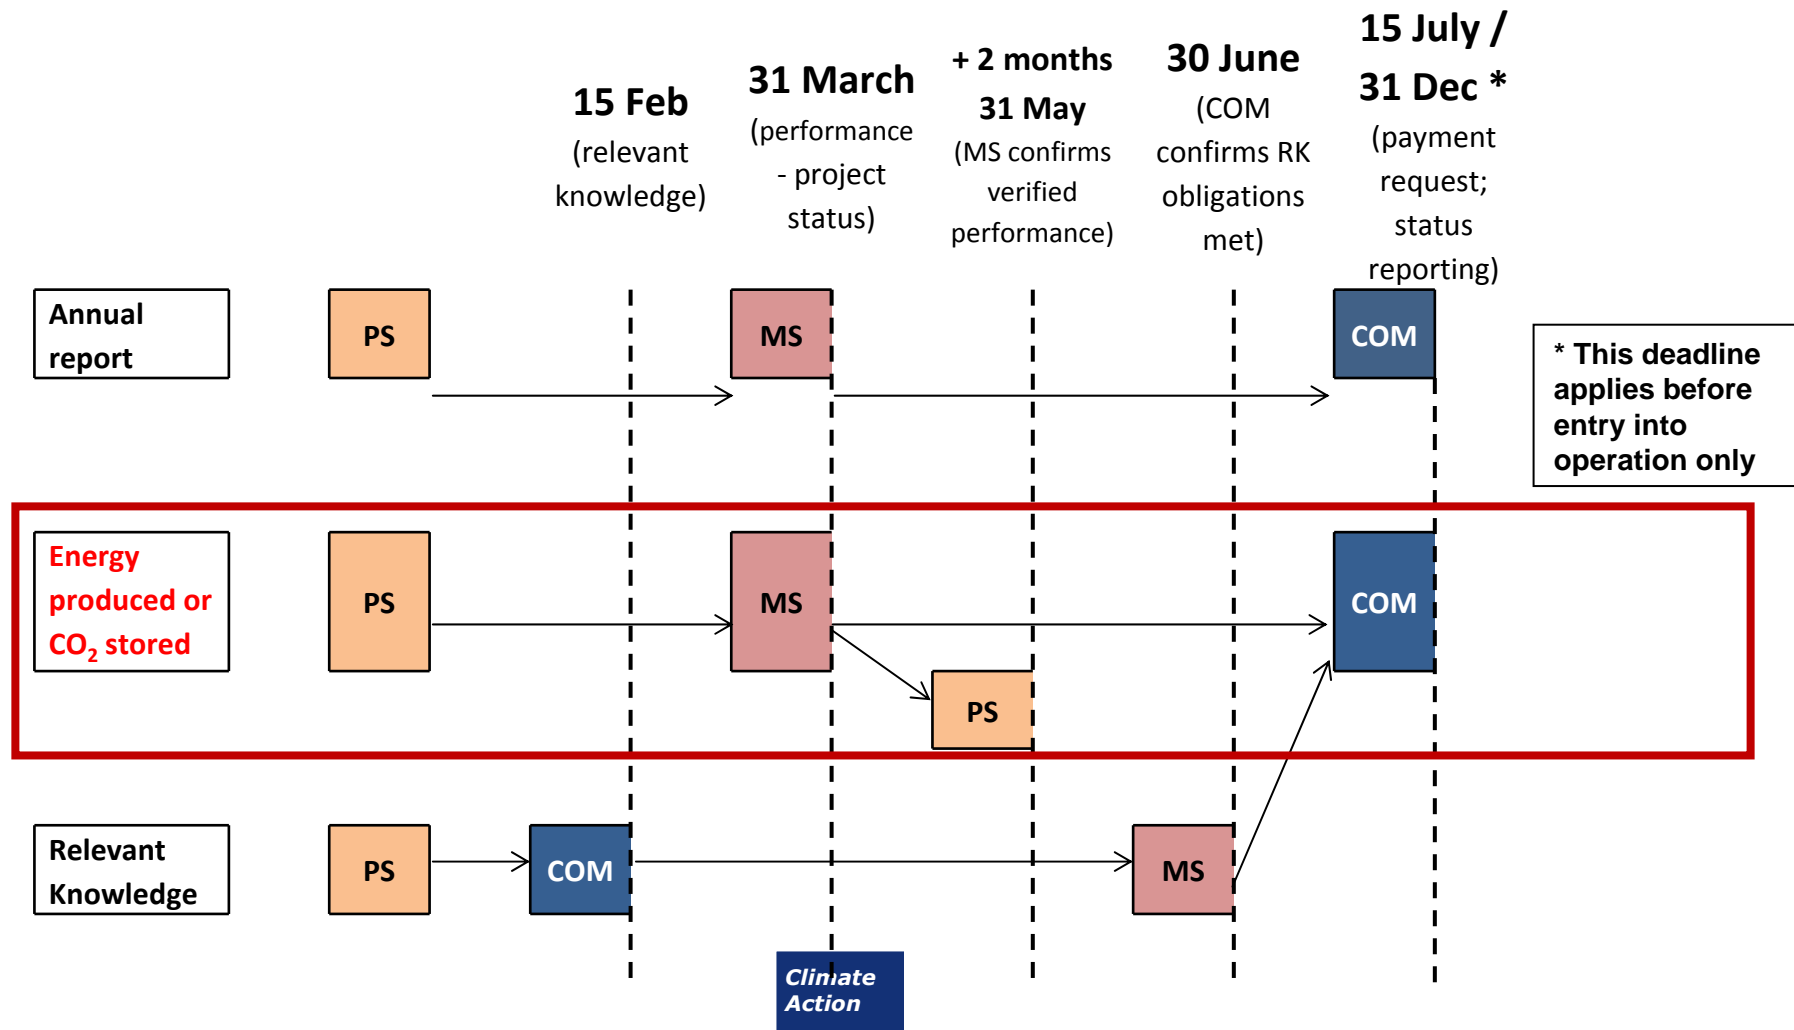 15 Feb
(relevant
knowledge)
31 March
(performance
- project
status)
+ 2 months
31 May
(MS confirms
verified
performance)
30 June
(COM
confirms RK
obligations
met)
15 July /
31 Dec *
(payment
request;
status
reporting)
Annual
report
PS
MS
COM
* This deadline
applies before
entry into
operation only
Energy
produced or
CO₂ stored
PS
MS
COM
PS
Relevant
Knowledge
PS
COM
MS
Climate
Action